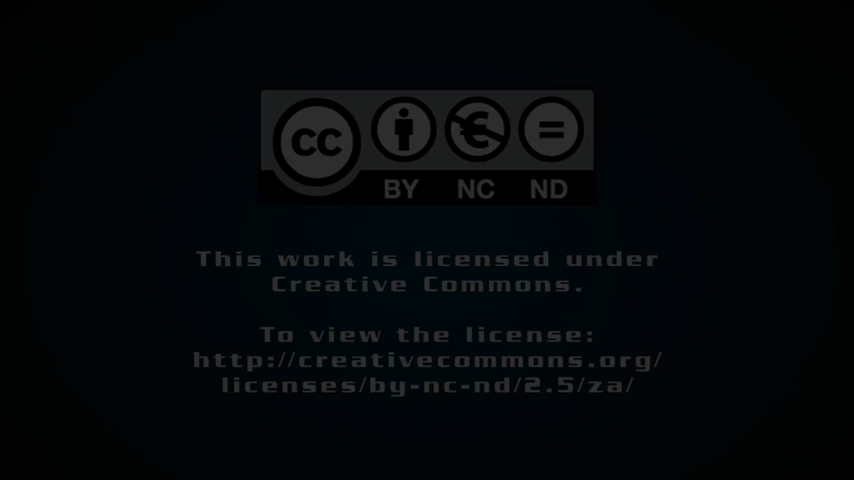 cc
BY NC ND
This work is licensed under
Creative Commons.
To view the license:
http://creativecommons.org/
licenses/by-nc-nd/2.5/za/